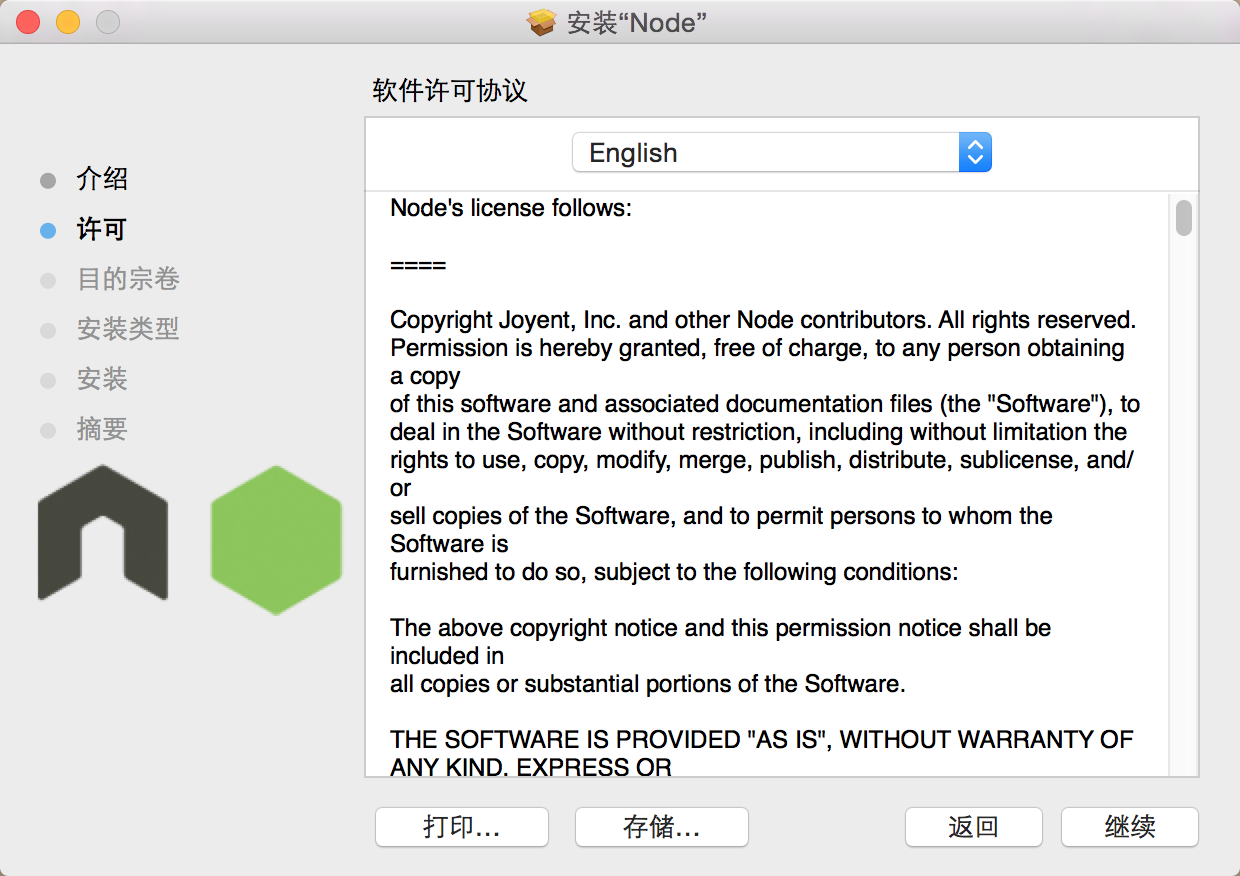 安装“Node”
软件许可协议
介绍
许可
目的宗卷
安装类型
安装
摘要
English
Node's license follows:
====
Copyright Joyent, Inc. and other Node contributors. All rights reserved.
Permission is hereby granted, free of charge, to any person obtaining
a copy
of this software and associated documentation files (the "Software"), to
deal in the Software without restriction, including without limitation the
rights to use, copy, modify, merge, publish, distribute, sublicense, and/
or
sell copies of the Software, and to permit persons to whom the
Software is
furnished to do so, subject to the following conditions:
The above copyright notice and this permission notice shall be
included in
all copies or substantial portions of the Software.
THE SOFTWARE IS PROVIDED "AS IS", WITHOUT WARRANTY OF
ANY KIND, EXPRESS OR
打印... 存储... 返回 继续